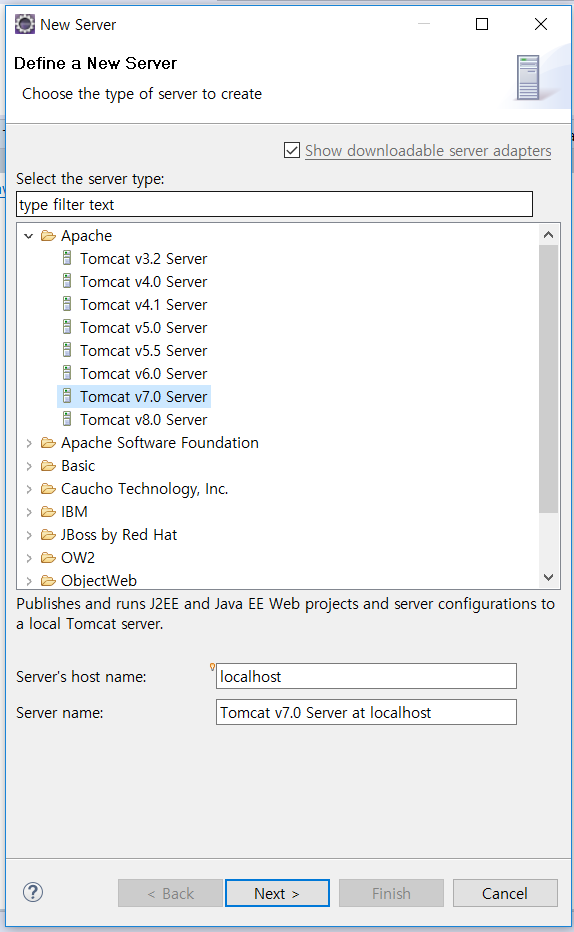 New Server
Define a New Server
Choose the type of server to create
Show downloadable server adapters
Select the server type:
type filter text
Apache
Tomcat v3.2 Server
Tomcat v4.0 Server
Tomcat v4.1 Server
Tomcat v5.0 Server
Tomcat v5.5 Server
Tomcat v6.0 Server
Tomcat v7.0 Server
Tomcat v8.0 Server
Apache Software Foundation
Basic
Caucho Technology, Inc.
IBM
JBoss by Red Hat
OW2
ObjectWeb
Publishes and runs J2EE and Java EE Web projects and server configurations to
a local Tomcat server.
Server's host name: localhost
Server name: Tomcat v7.0 Server at localhost
? < Back Next > Finish Cancel